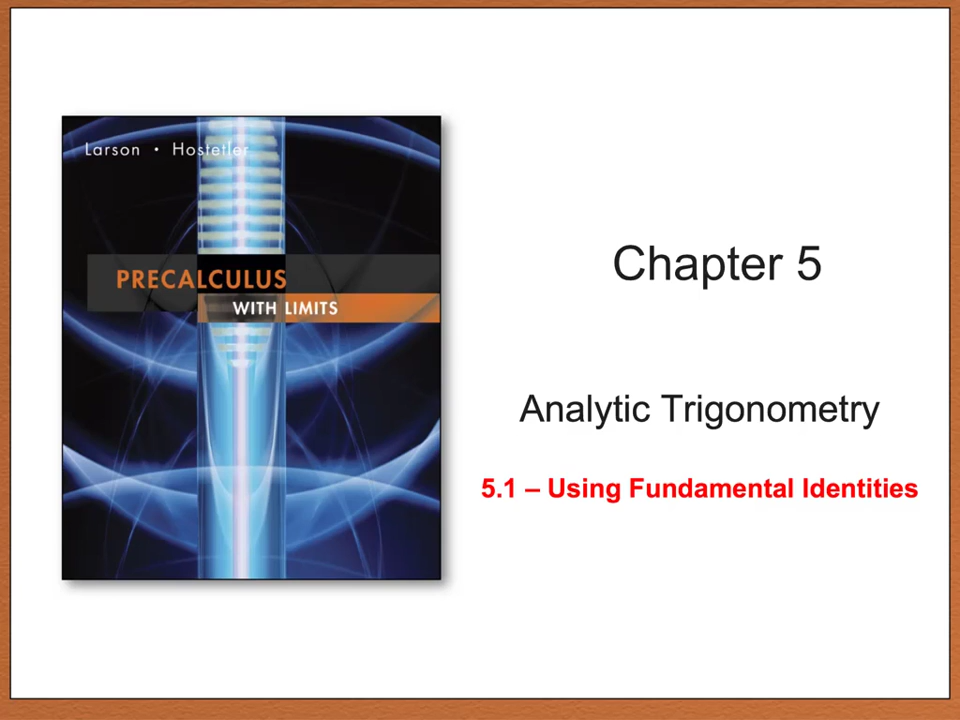 Larson • Hostetler
PRECALCULUS
WITH LIMITS
Chapter 5
Analytic Trigonometry
5.1 – Using Fundamental Identities